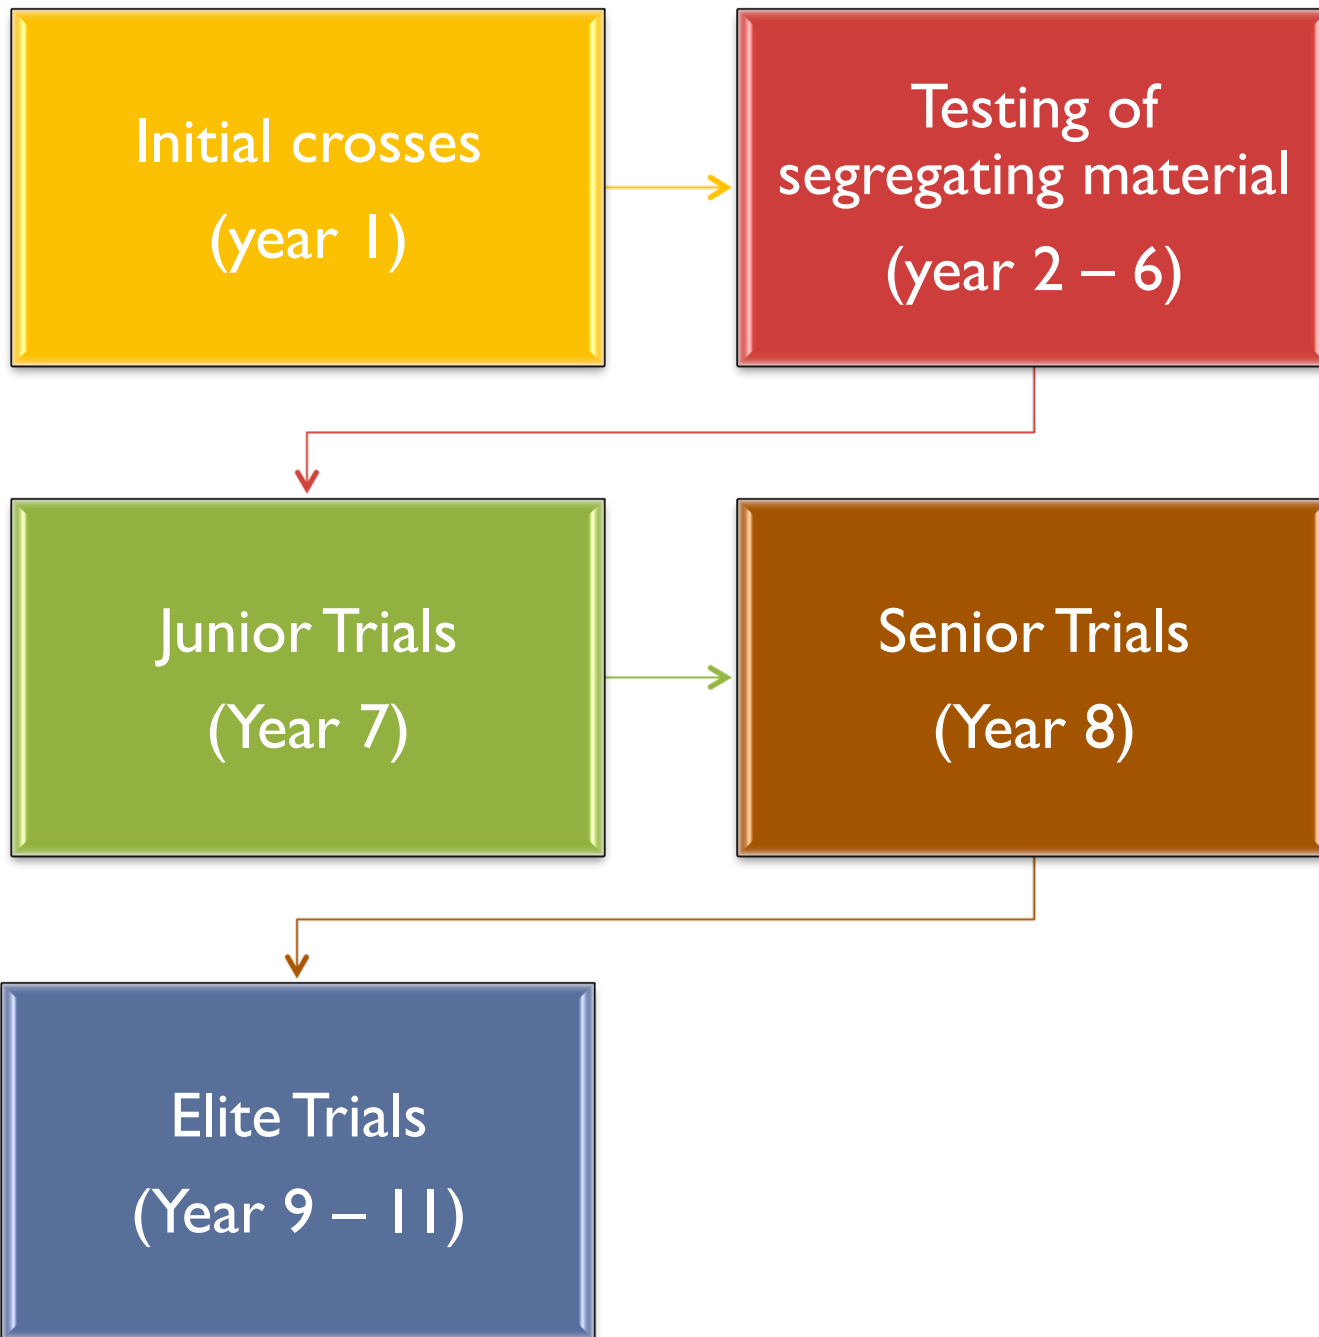 Initial crosses
(year 1)
Testing of
segregating material
(year 2 – 6)
Junior Trials
(Year 7)
Senior Trials
(Year 8)
Elite Trials
(Year 9 – 11)